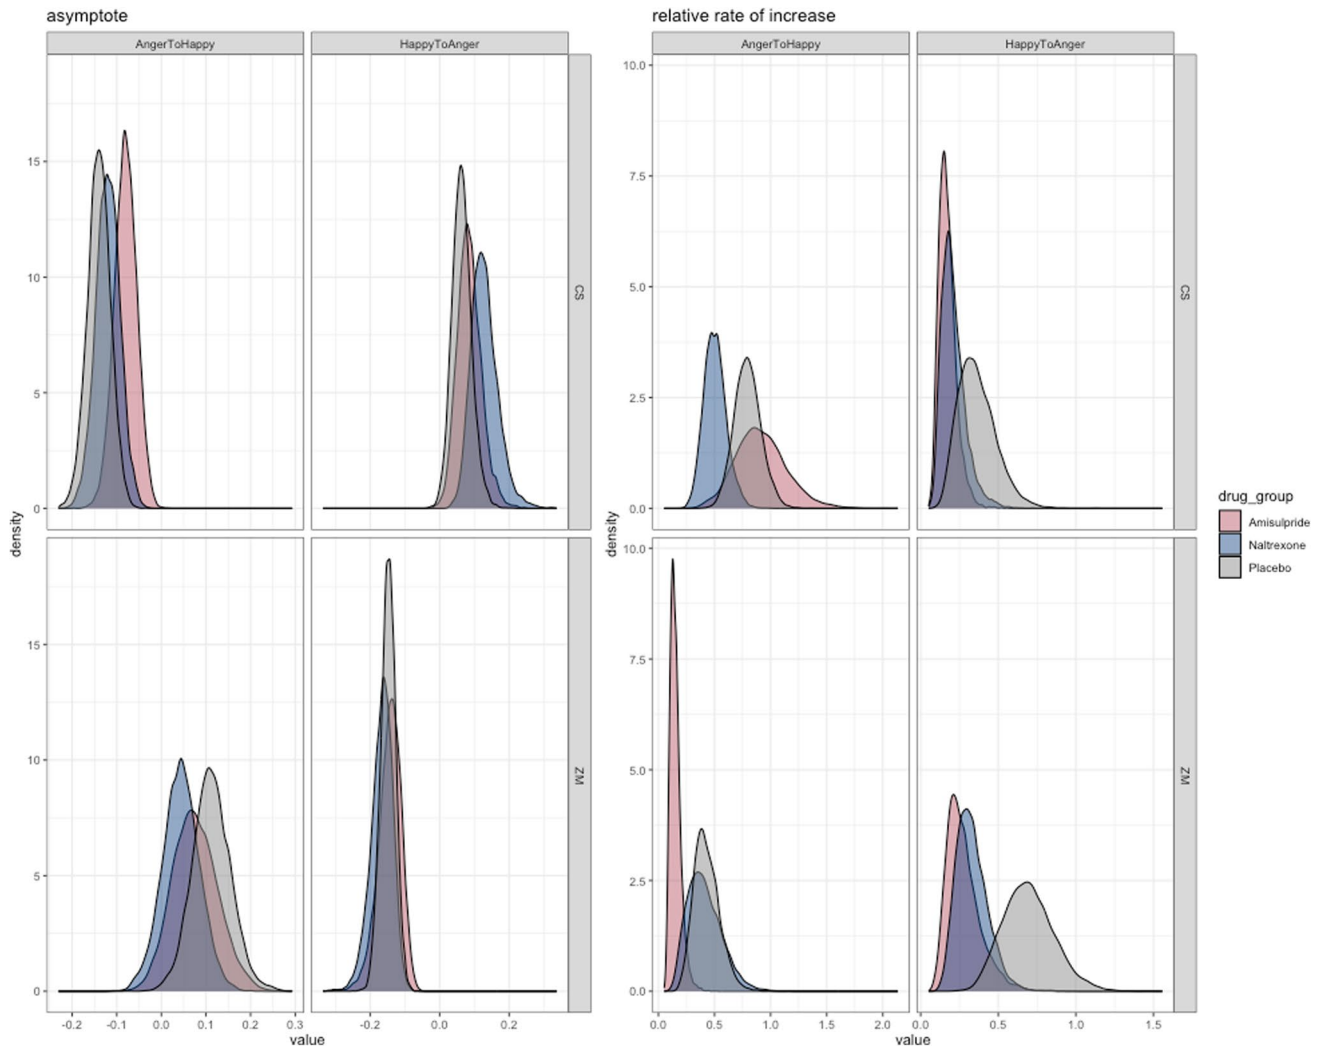 asymptote
AngerToHappy
HappyToAnger
CS
ZM
15
10
5
0
15
10
5
0
density
-0.2 -0.1 0.0 0.1 0.2 0.3
-0.2 0.0 0.2
value
relative rate of increase
AngerToHappy
HappyToAnger
CS
ZM
10.0
7.5
5.0
2.5
0.0
10.0
7.5
5.0
2.5
0.0
density
0.0 0.5 1.0 1.5 2.0
0.0 0.5 1.0 1.5
value
drug_group
Amisulpride
Naltrexone
Placebo